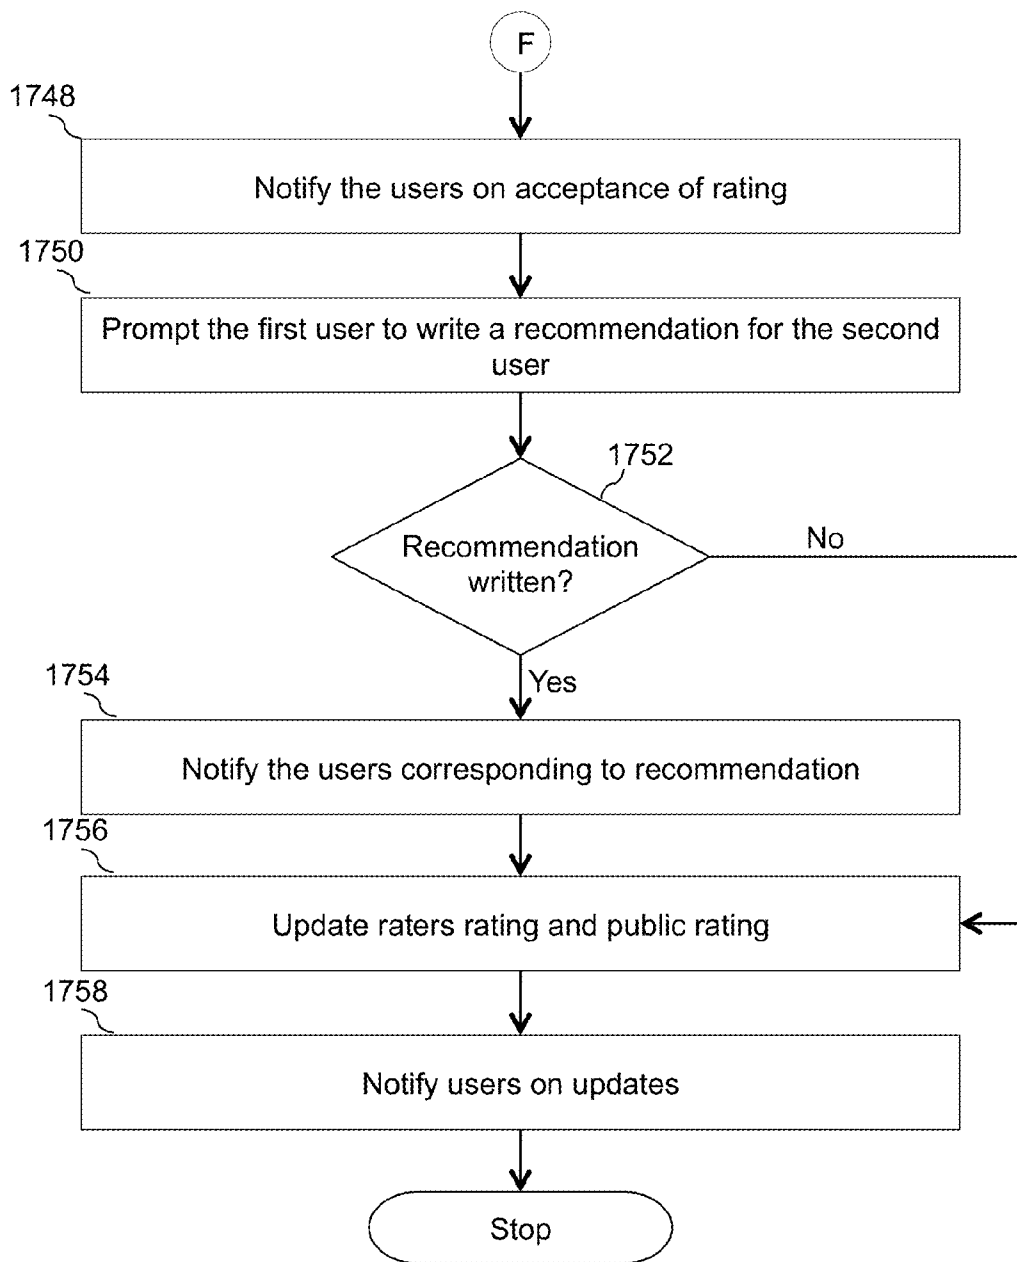 F
1748
Notify the users on acceptance of rating
1750
Prompt the first user to write a recommendation for the second
user
1752
Recommendation
written?
No
Yes
1754
Notify the users corresponding to recommendation
1756
Update raters rating and public rating
1758
Notify users on updates
Stop